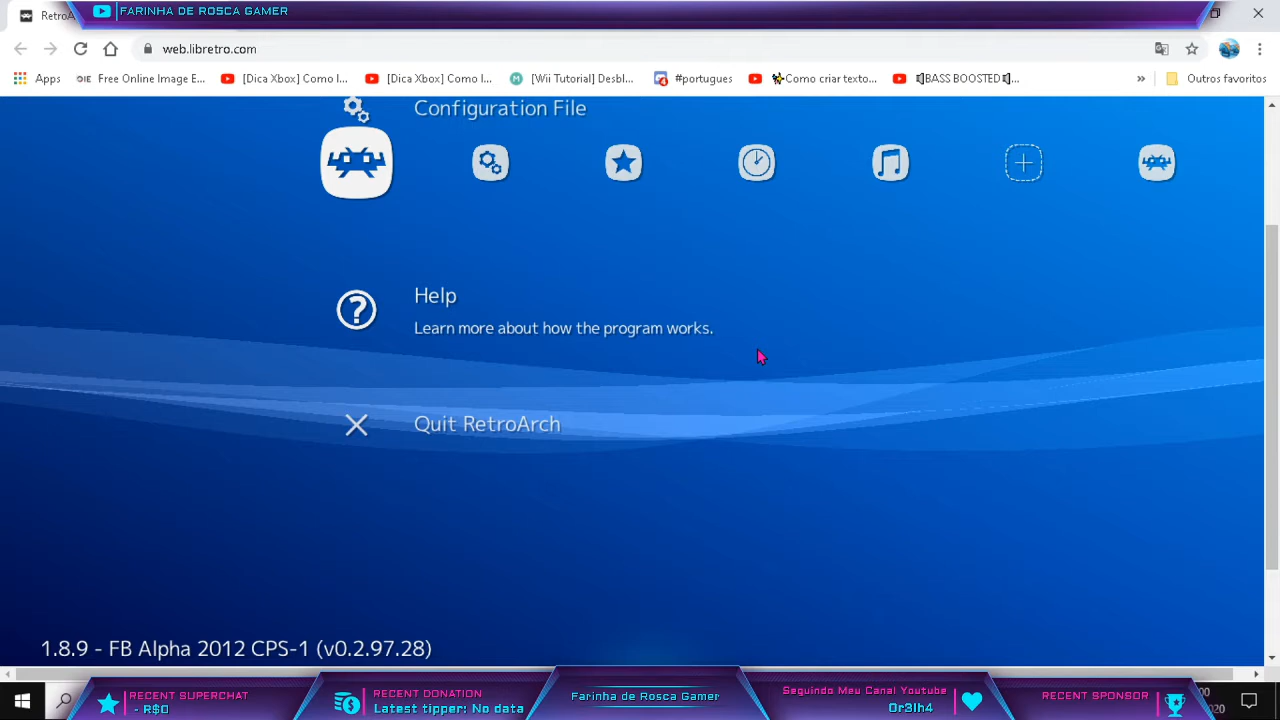 FARINHA DE ROSCA GAMER
RetroA
web.libretro.com
Apps
Free Online Image E...
[Dica Xbox] Como I...
[Dica Xbox] Como I...
[Wii Tutorial] Desbl...
#portugues
Como criar texto...
BASS BOOSTED
...
Outros favoritos
Configuration File
Help
Learn more about how the program works.
Quit RetroArch
1.8.9 - FB Alpha 2012 CPS-1 (v0.2.97.28)
RECENT SUPERCHAT
- R$0
RECENT DONATION
Latest tipper: No data
Farinha de Rosca Gamer
Seguindo Meu Canal Youtube
0r3lh4
RECENT SPONSOR